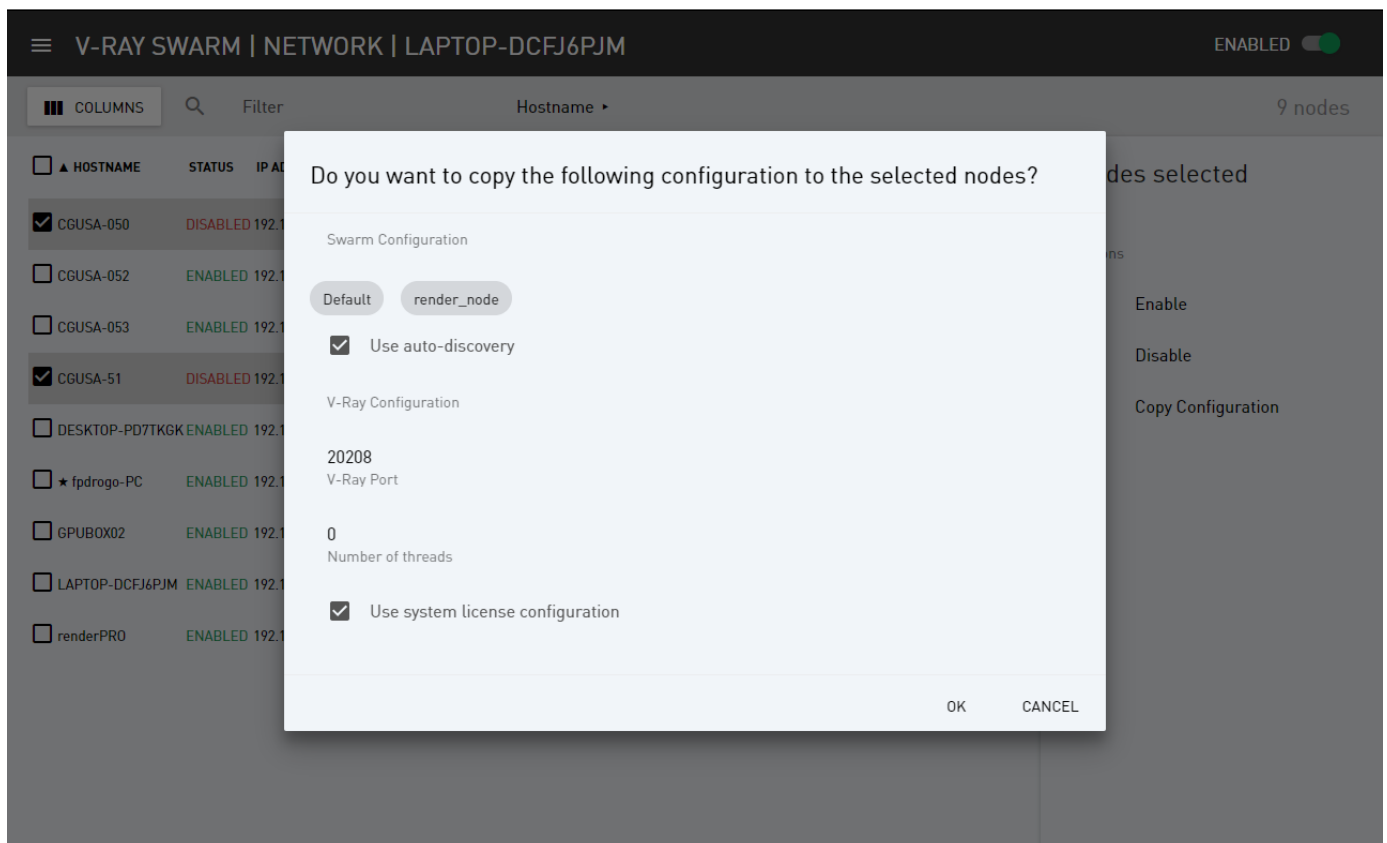 V-RAY SWARM | NETWORK | LAPTOP-DCFJ6PJM
ENABLED
COLUMNS
Filter
Hostname
9 nodes
▲ HOSTNAME STATUS IP
CGUSA-050 DISABLED 192.1
CGUSA-052 ENABLED 192.1
CGUSA-053 ENABLED 192.1
CGUSA-51 DISABLED 192.1
DESKTOP-PD7TKGK ENABLED 192.1
★ fpdrogo-PC ENABLED 192.1
GPUBOX02 ENABLED 192.1
LAPTOP-DCFJ6PJM ENABLED 192.1
renderPRO ENABLED 192.1
Do you want to copy the following configuration to the selected nodes?
Swarm Configuration
Default render_node
Use auto-discovery
V-Ray Configuration
20208
V-Ray Port
0
Number of threads
Use system license configuration
OK CANCEL
des selected
ns
Enable
Disable
Copy Configuration